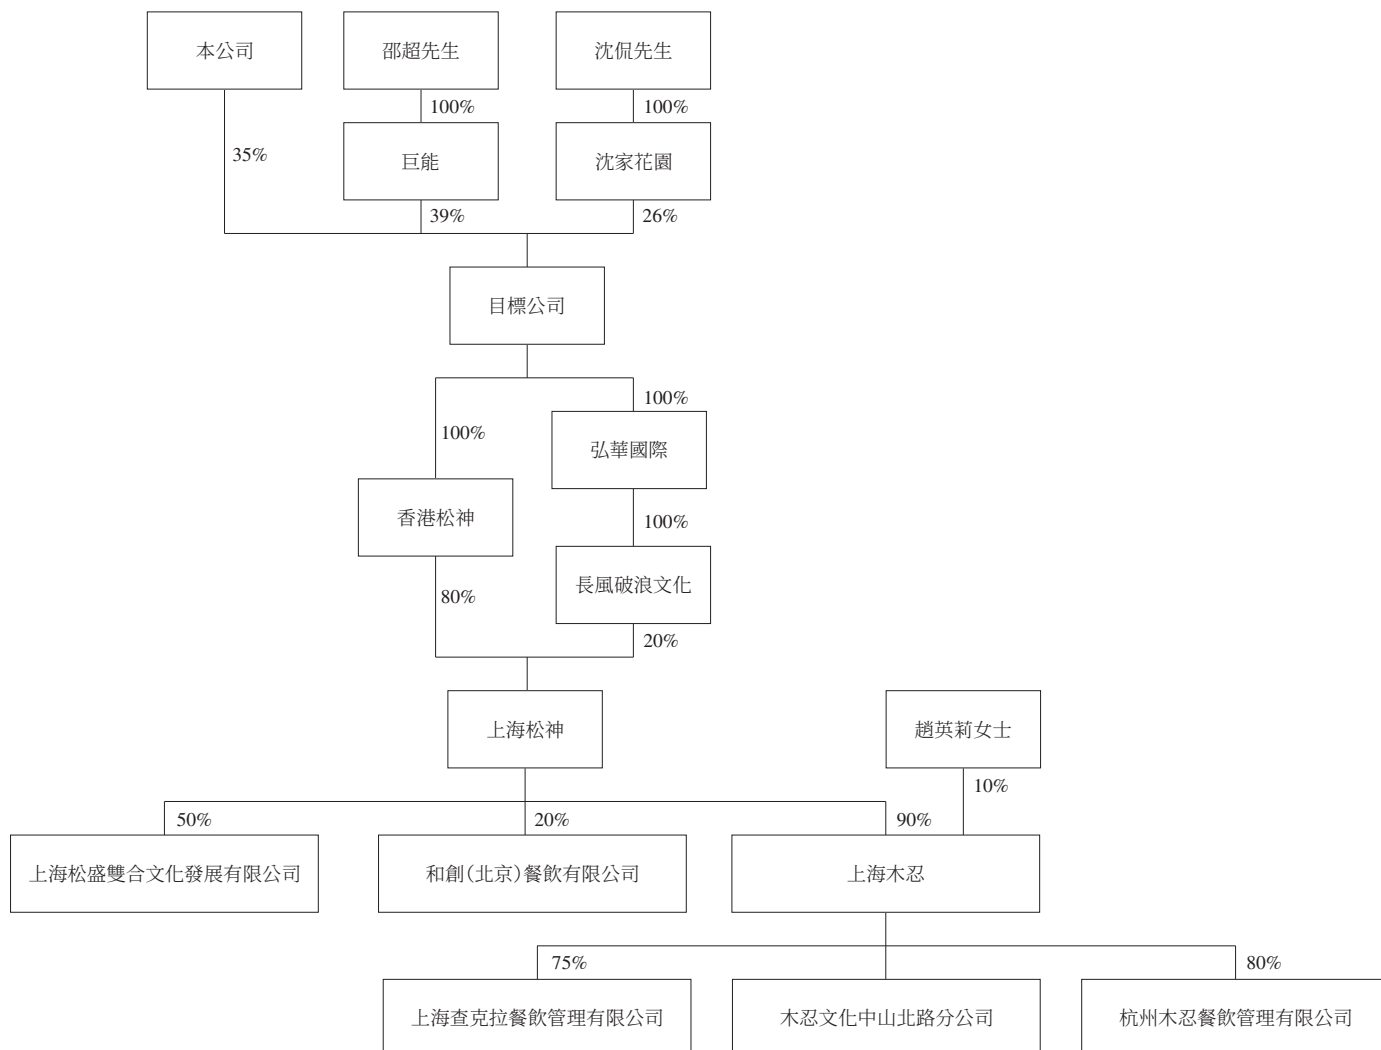 本公司
邵超先生
沈侃先生
100%
100%
35%
巨能
沈家花園
39%
26%
目標公司
100%
100%
弘華國際
香港松神
100%
長風破浪文化
80%
20%
上海松神
趙英莉女士
10%
50%
20%
90%
上海松盛雙合文化發展有限公司
和創(北京)餐飲有限公司
上海木忍
75%
80%
上海查克拉餐飲管理有限公司
木忍文化中山北路分公司
杭州木忍餐飲管理有限公司